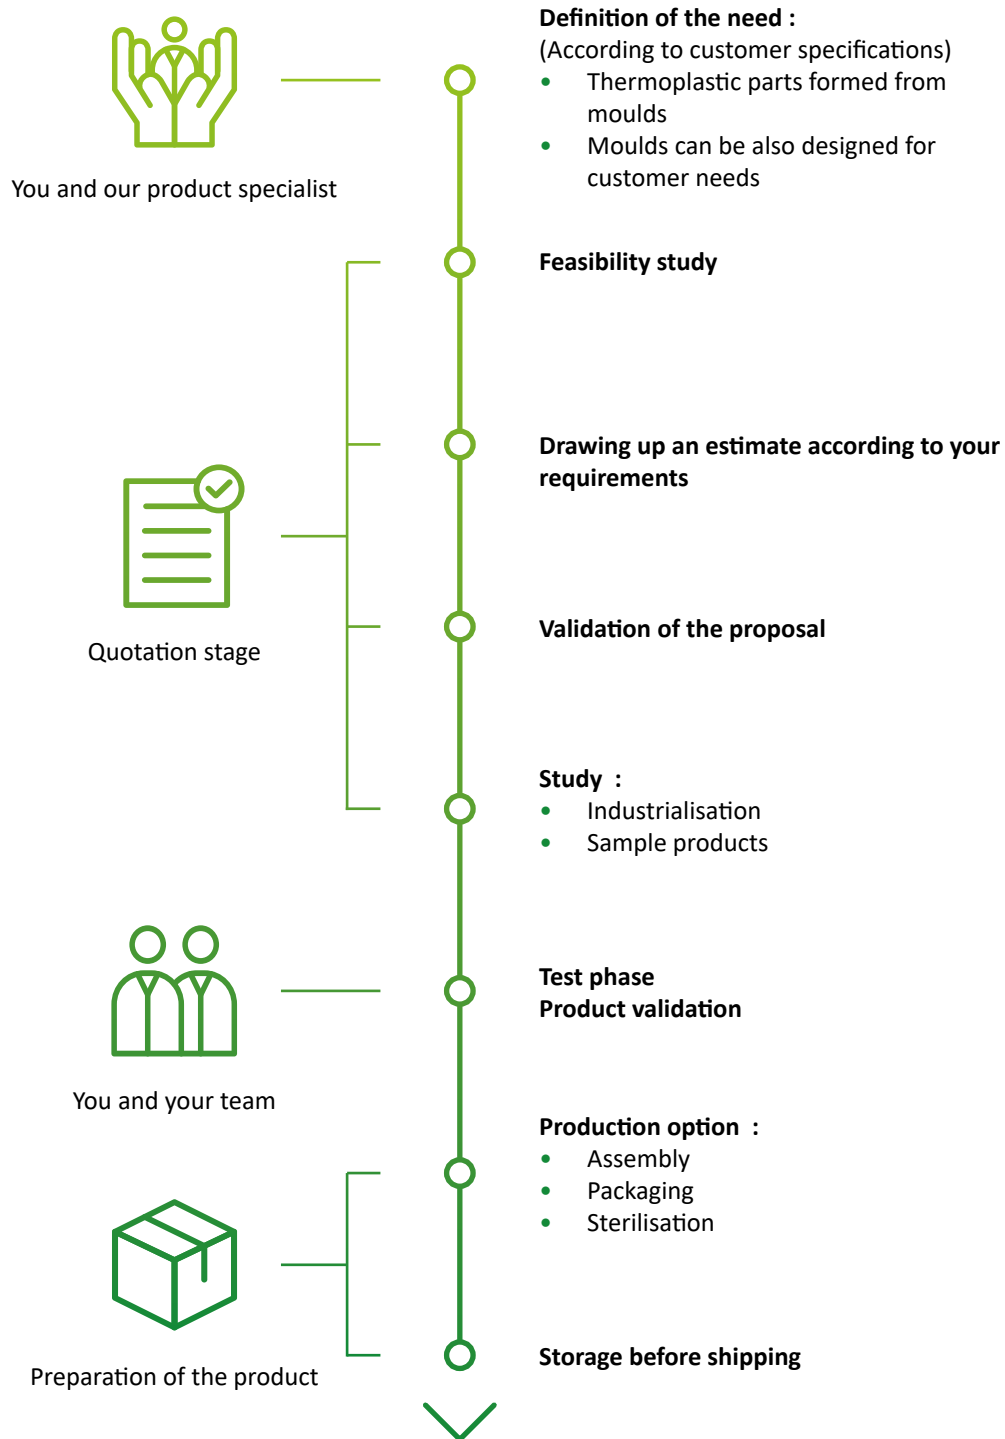 Definition of the need :
(According to customer specifications)
• Thermoplastic parts formed from
moulds
• Moulds can be also designed for
customer needs
You and our product specialist
Feasibility study
Drawing up an estimate according to your
requirements
Quotation stage
Validation of the proposal
Study :
• Industrialisation
• Sample products
Test phase
Product validation
You and your team
Production option :
• Assembly
• Packaging
• Sterilisation
Storage before shipping
Preparation of the product